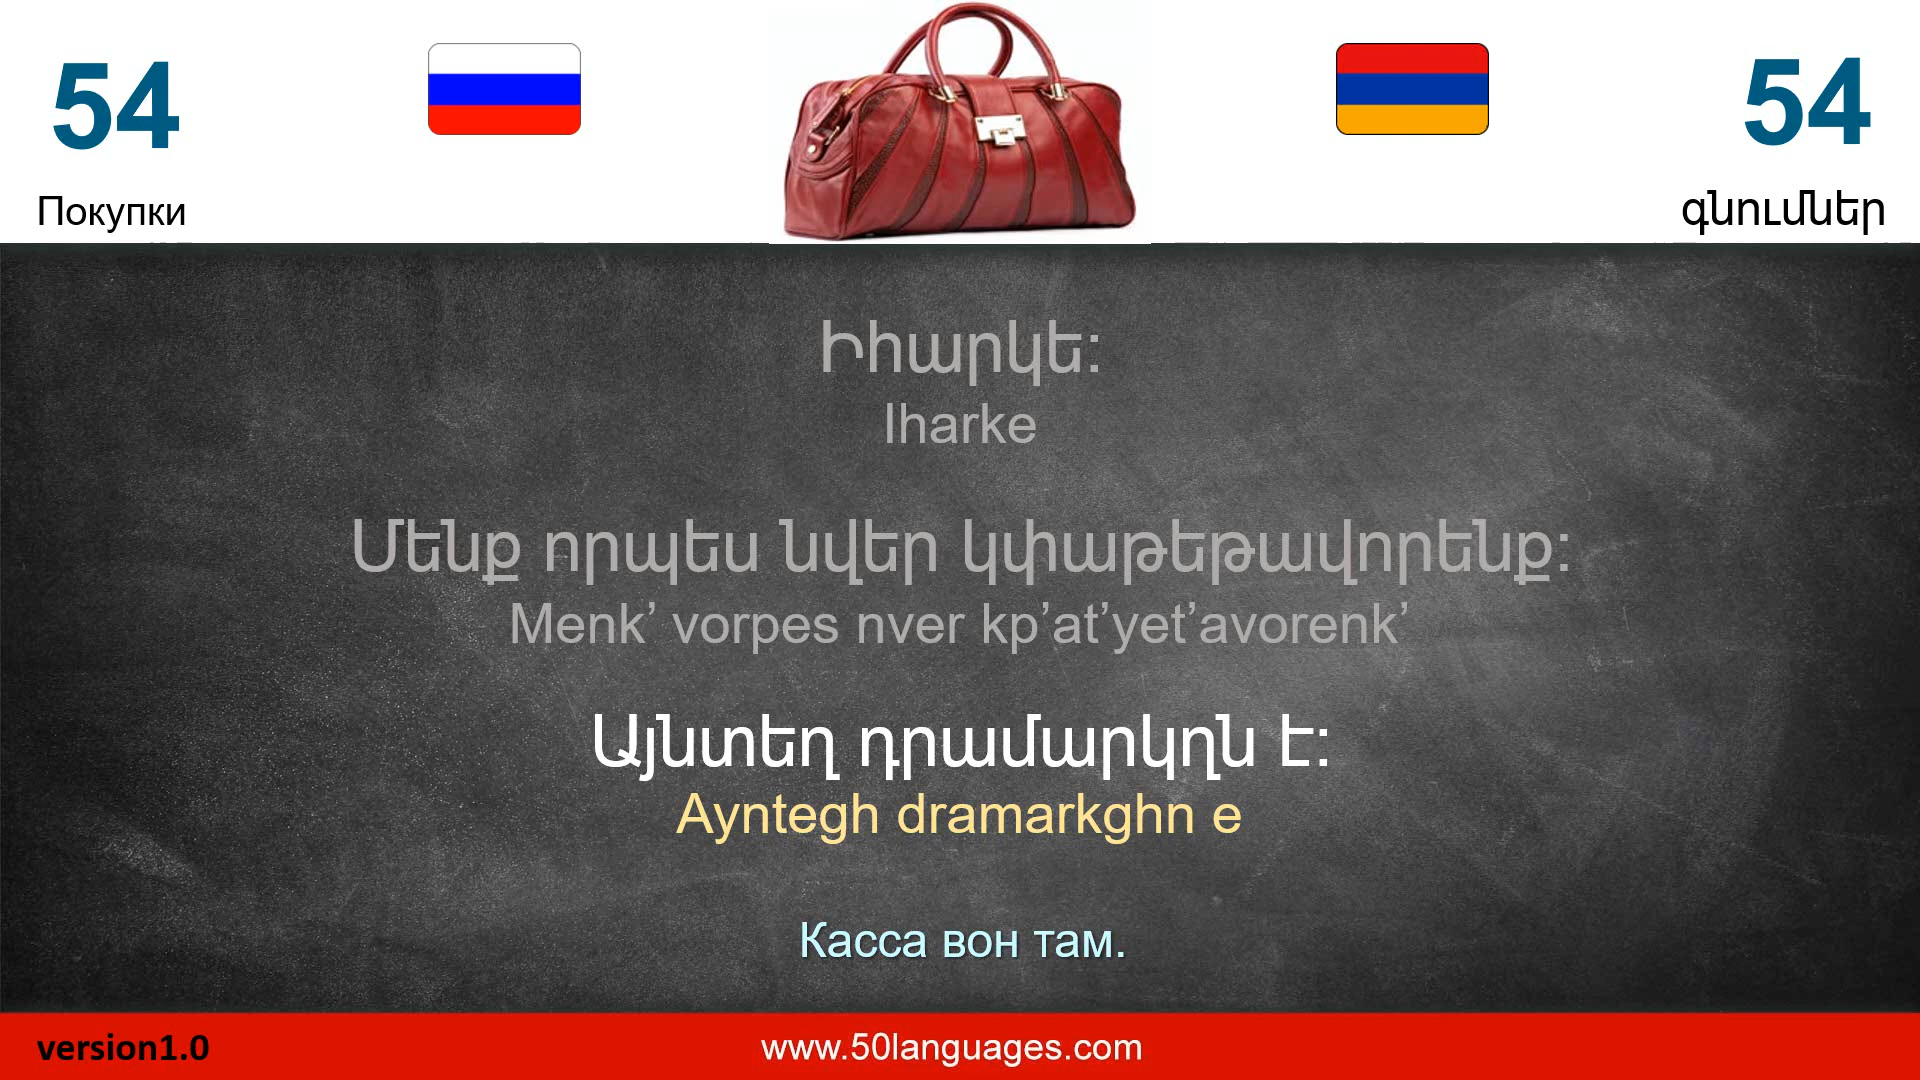 54
54
Покупки
գնումներ
Իհարկե:
Iharke
Մենք որպես նվեր կփաթեթավորենք:
Menk’ vorpes nver kp’at’yet’avorenk’
Այնտեղ դրամարկղն է:
Ayntegh dramarkghn e
Касса вон там.
version1.0
www.50languages.com